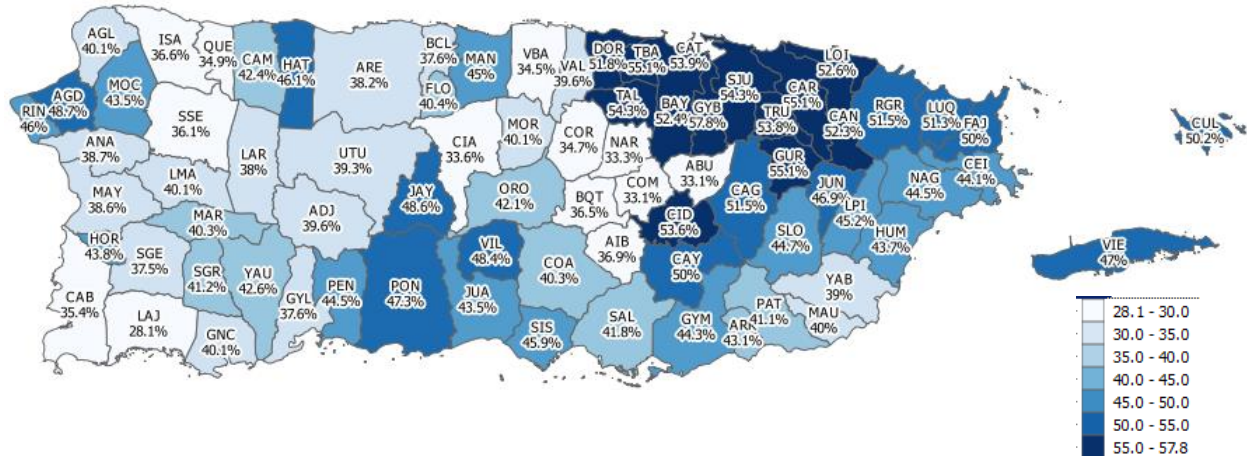 AGL
40.1%
ISA
36.6%
QUE
34.9%
CAM
42.4%
HAT
46.1%
ARE
38.2%
BCL
37.6%
MAN
45%
FLO
40.4%
VBA
34.5%
VAL
39.6%
DOR
51.8%
TBA
55.1%
CAT
53.9%
SJU
54.3%
LOI
52.6%
CAR
55.1%
TAL
54.3%
BAY
52.4%
GYB
57.8%
TRU
53.8%
CAN
52.3%
RGR
51.5%
LUQ
51.3%
FAJ
50%
CUL
50.2%
RIN
46%
AGD
48.7%
MOC
43.5%
SSE
36.1%
ANA
38.7%
LAR
38%
UTU
39.3%
CIA
33.6%
MOR
40.1%
COR
34.7%
NAR
33.3%
ABU
33.1%
GUR
55.1%
CEI
44.1%
NAG
44.5%
MAY
38.6%
LMA
40.1%
JAY
48.6%
ORO
42.1%
BQT
36.5%
COM
33.1%
CAG
51.5%
JUN
46.9%
LPI
45.2%
HUM
43.7%
MAR
40.3%
ADJ
39.6%
CID
53.6%
SLO
44.7%
HOR
43.8%
SGE
37.5%
VIL
48.4%
AIB
36.9%
CAY
50%
VIE
47%
SGR
41.2%
YAU
42.6%
GYL
37.6%
PEN
44.5%
PON
47.3%
JUA
43.5%
COA
40.3%
YAB
39%
CAB
35.4%
LAJ
28.1%
GNC
40.1%
SIS
45.9%
SAL
41.8%
GYM
44.3%
ARR
43.1%
PAT
41.1%
MAU
40%
28.1 - 30.0
30.0 - 35.0
35.0 - 40.0
40.0 - 45.0
45.0 - 50.0
50.0 - 55.0
55.0 - 57.8